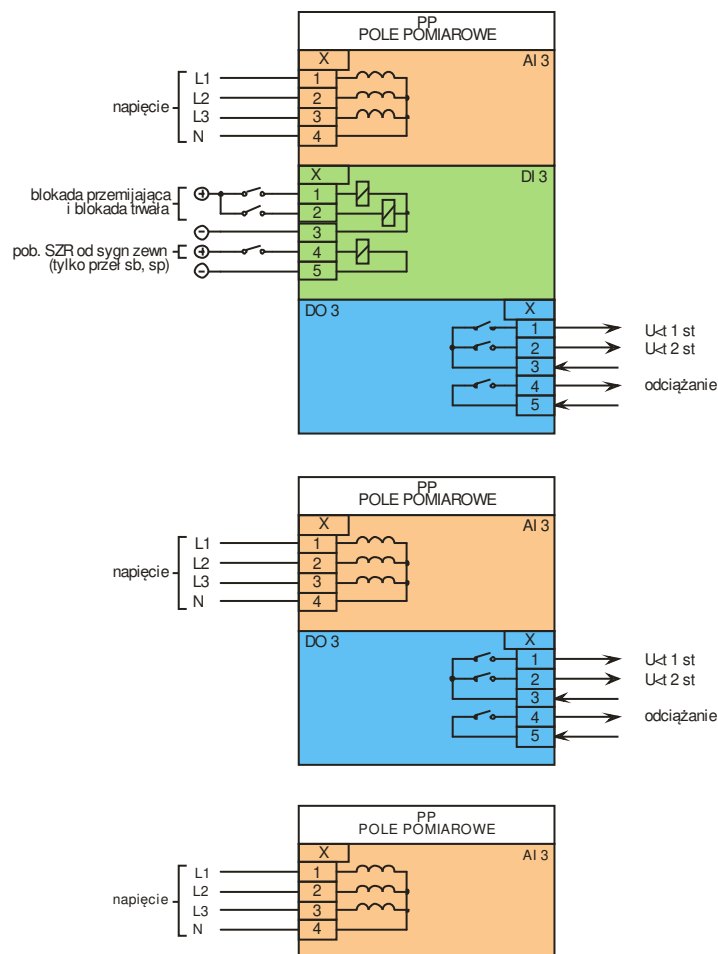 PP
POLE POMIAROWE
X AI 3
L1 1
L2 2
napięcie
L3 3
N 4
X DI 3
blokada przemijająca
i blokada trwała
+ 1
2
- 3
pob. SZR od sygn zewn
(tylko przeł sb, sp)
+ 4
- 5
DO 3 X
1 U<t 1 st
2 U<t 2 st
3
4 odciążanie
5
PP
POLE POMIAROWE
X AI 3
L1 1
L2 2
napięcie
L3 3
N 4
DO 3 X
1 U<t 1 st
2 U<t 2 st
3
4 odciążanie
5
PP
POLE POMIAROWE
X AI 3
L1 1
L2 2
napięcie
L3 3
N 4